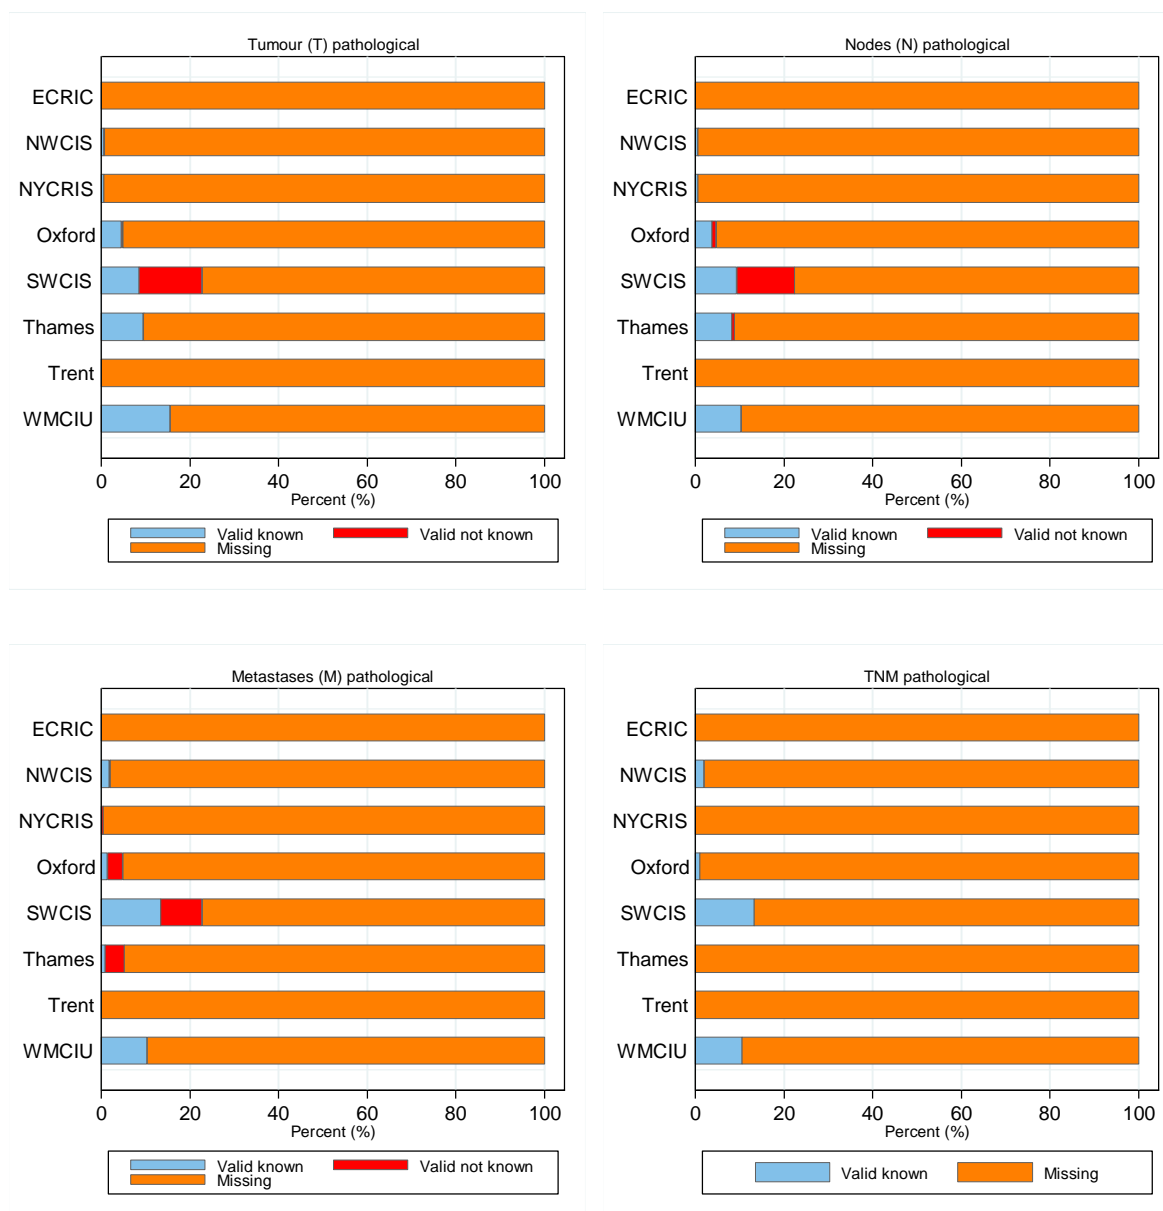 Tumour (T) pathological
ECRIC
NWCIS
NYCRIS
Oxford
SWCIS
Thames
Trent
WMCIU
0 20 40 60 80 100
Percent (%)
Valid known Valid not known
Missing
Nodes (N) pathological
ECRIC
NWCIS
NYCRIS
Oxford
SWCIS
Thames
Trent
WMCIU
0 20 40 60 80 100
Percent (%)
Valid known Valid not known
Missing
Metastases (M) pathological
ECRIC
NWCIS
NYCRIS
Oxford
SWCIS
Thames
Trent
WMCIU
0 20 40 60 80 100
Percent (%)
Valid known Valid not known
Missing
TNM pathological
ECRIC
NWCIS
NYCRIS
Oxford
SWCIS
Thames
Trent
WMCIU
0 20 40 60 80 100
Percent (%)
Valid known Missing